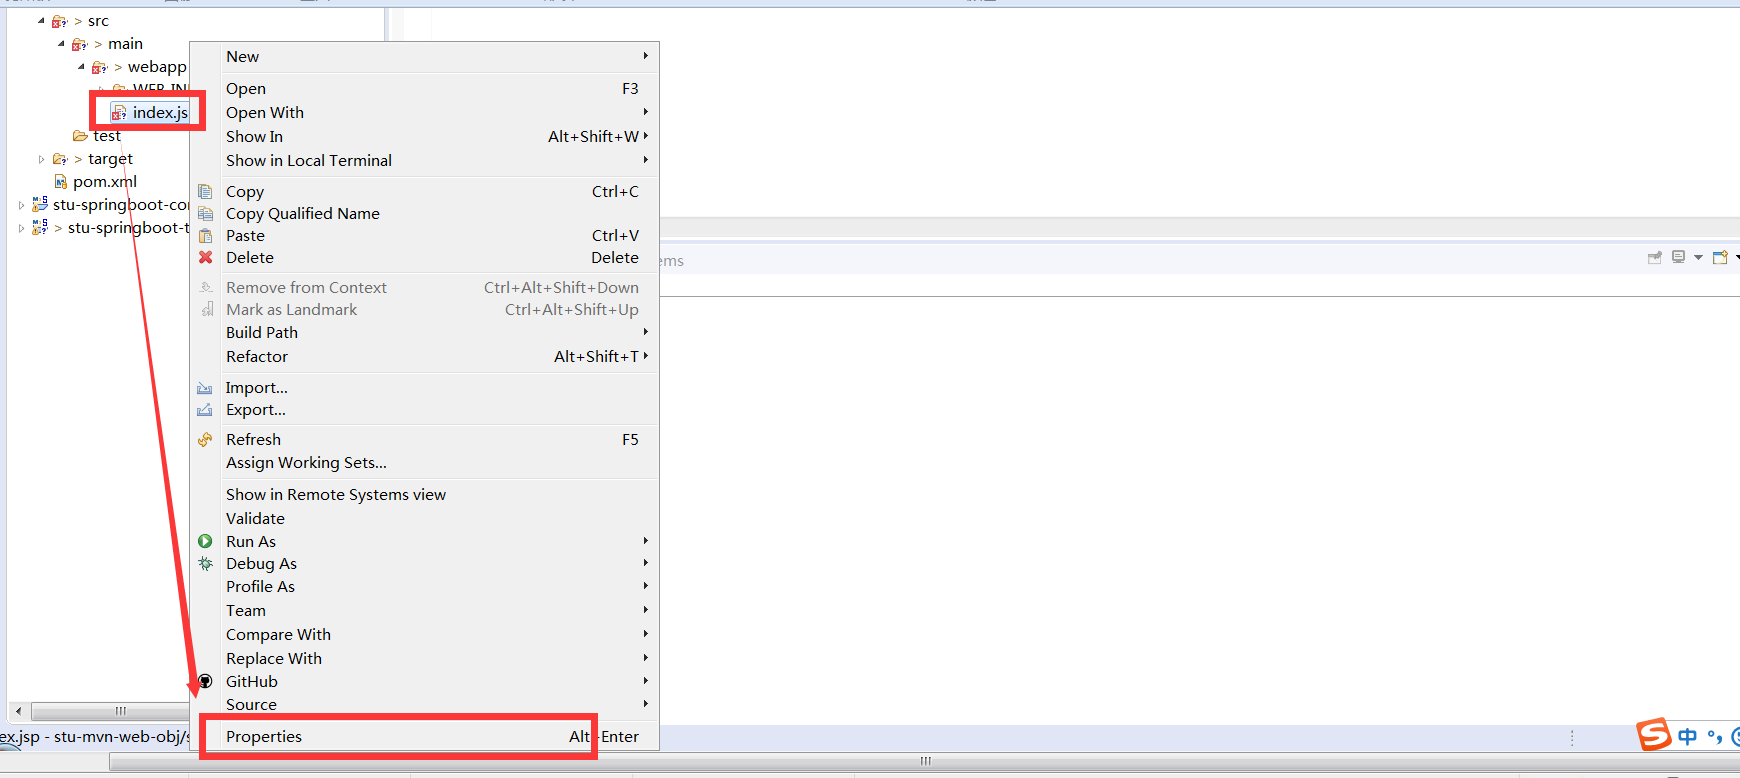 > src
> main
> webapp
WEB-INF
index.js
test
> target
pom.xml
stu-springboot-cor
> stu-springboot-t
New
Open F3
Open With
Show In Alt+Shift+W
Show in Local Terminal
Copy Ctrl+C
Copy Qualified Name
Paste Ctrl+V
Delete Delete
Remove from Context Ctrl+Alt+Shift+Down
Mark as Landmark Ctrl+Alt+Shift+Up
Build Path
Refactor Alt+Shift+T
Import...
Export...
Refresh F5
Assign Working Sets...
Show in Remote Systems view
Validate
Run As
Debug As
Profile As
Team
Compare With
Replace With
GitHub
Source
Properties Alt+Enter
ems
ex.jsp - stu-mvn-web-obj/s
S 中